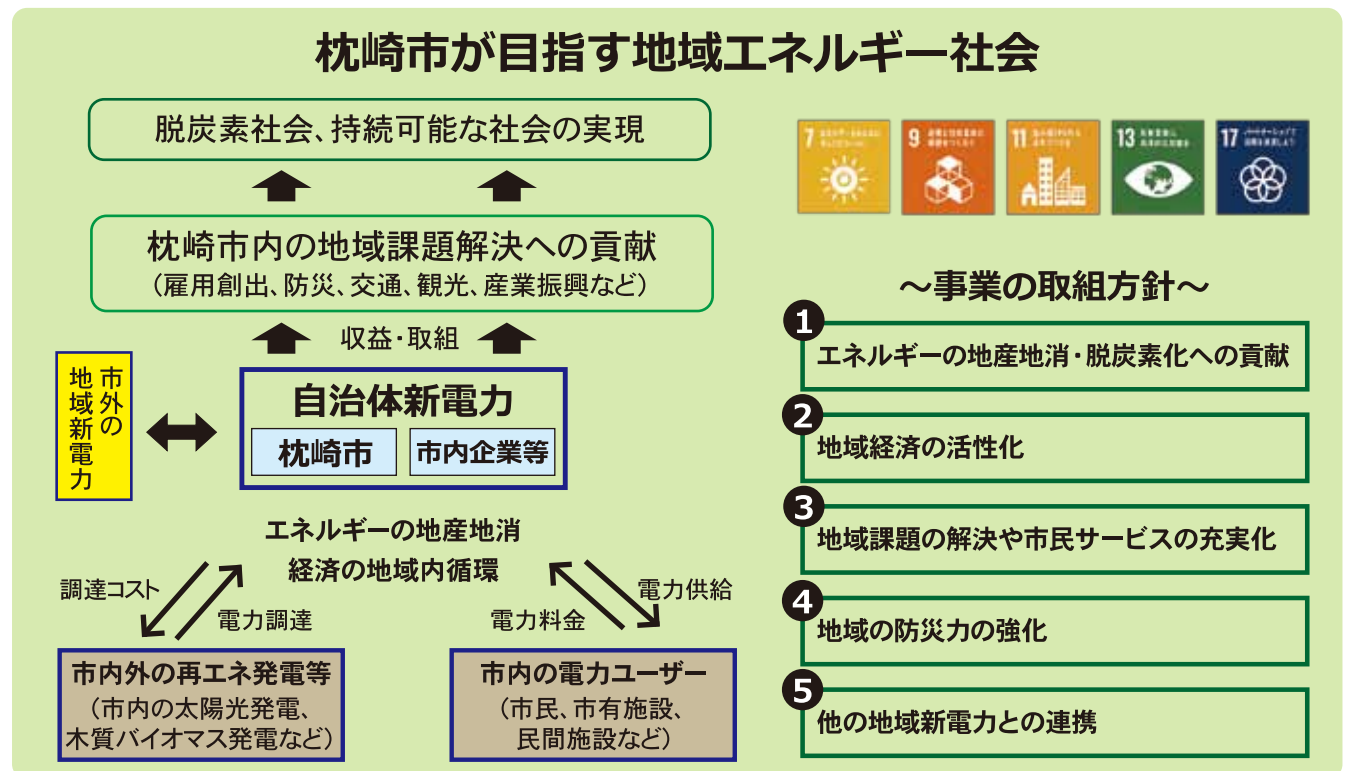 枕崎市が目指す地域エネルギー社会
脱炭素社会、持続可能な社会の実現
枕崎市内の地域課題解決への貢献
（雇用創出、防災、交通、観光、産業振興など）
収益・取組
市外の
地域新電力
自治体新電力
枕崎市
市内企業等
エネルギーの地産地消
経済の地域内循環
調達コスト
電力調達
電力料金
電力供給
市内外の再エネ発電等
（市内の太陽光発電、
木質バイオマス発電など）
市内の電力ユーザー
（市民、市有施設、
民間施設など）
7
9
11
13
17
～事業の取組方針～
1
エネルギーの地産地消・脱炭素化への貢献
2
地域経済の活性化
3
地域課題の解決や市民サービスの充実化
4
地域の防災力の強化
5
他の地域新電力との連携